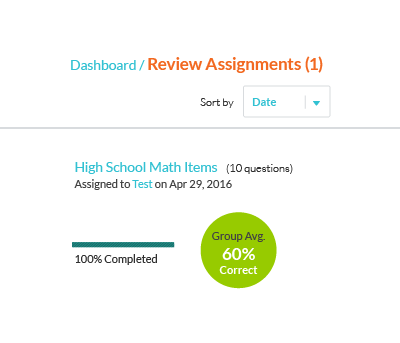 Dashboard / Review Assignments (1)
Sort by Date
High School Math Items (10 questions)
Assigned to Test on Apr 29, 2016
100% Completed
Group Avg.
60%
Correct